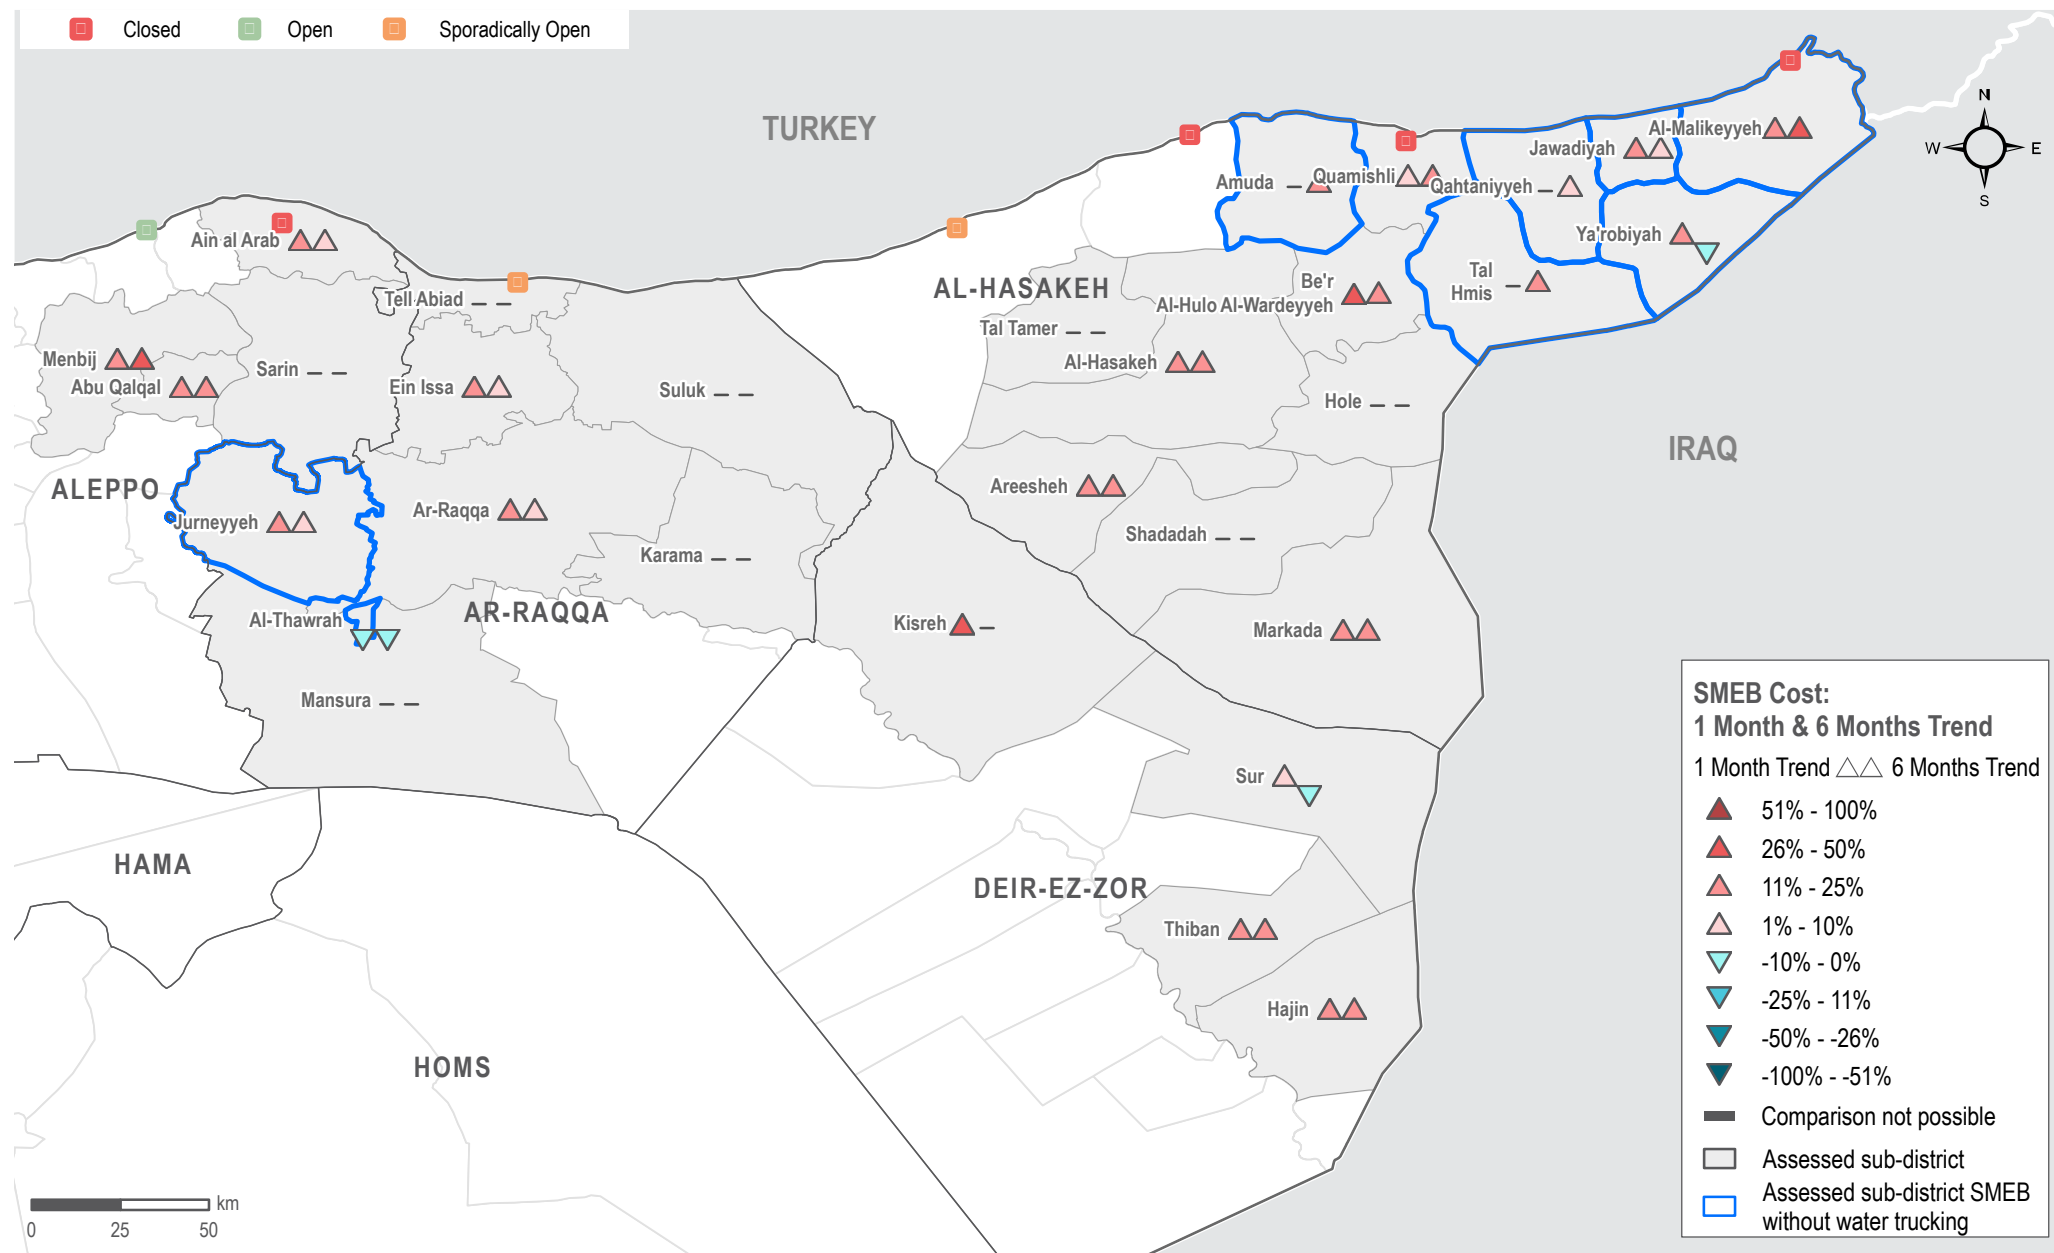 Closed
Open
Sporadically Open
TURKEY
N
W
E
S
Al-Malikeyyeh
Jawadiyah
Quamishli
Amuda
Qahtaniyyeh
Ya'robiyah
Ain al Arab
Tal
Hmis
Be'r
Al-Hulo Al-Wardeyyeh
AL-HASAKEH
Tell Abiad
Tal Tamer
Menbij
Abu Qalqal
Sarin
Ein Issa
Suluk
Al-Hasakeh
Hole
IRAQ
ALEPPO
Jurneyyeh
Ar-Raqqa
Karama
Areesheh
Shadadah
Al-Thawrah
AR-RAQQA
Kisreh
Markada
Mansura
Sur
HAMA
DEIR-EZ-ZOR
Thiban
Hajin
HOMS
SMEB Cost:
1 Month & 6 Months Trend
1 Month Trend
6 Months Trend
51% - 100%
26% - 50%
11% - 25%
1% - 10%
-10% - 0%
-25% - 11%
-50% - -26%
-100% - -51%
Comparison not possible
Assessed sub-district
Assessed sub-district SMEB
without water trucking
km
0 25 50